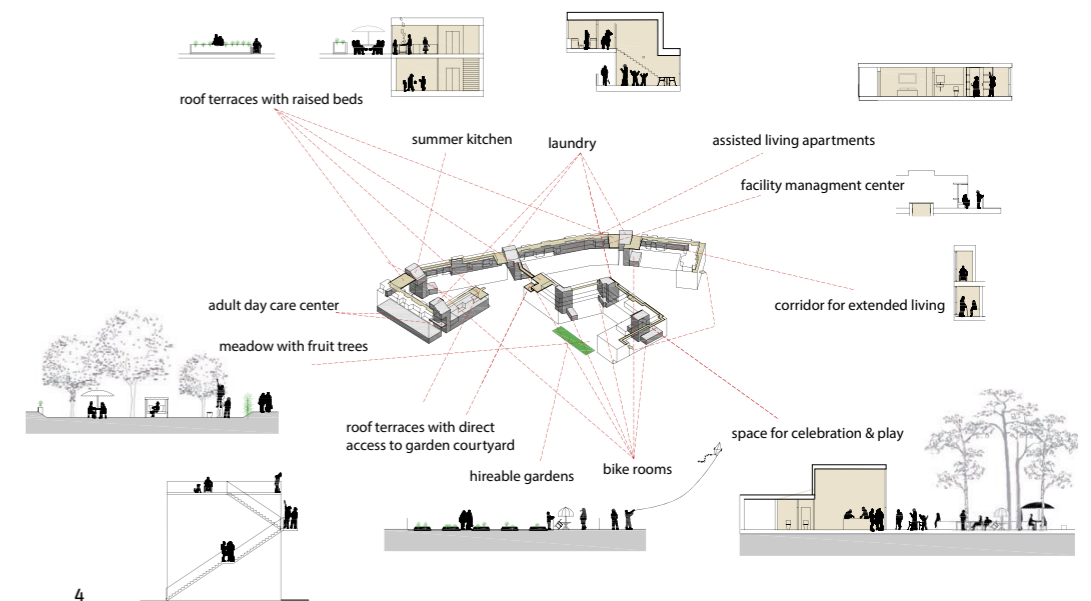 roof terraces with raised beds
summer kitchen
laundry
assisted living apartments
facility managment center
adult day care center
corridor for extended living
meadow with fruit trees
roof terraces with direct
access to garden courtyard
space for celebration & play
hireable gardens
bike rooms
4